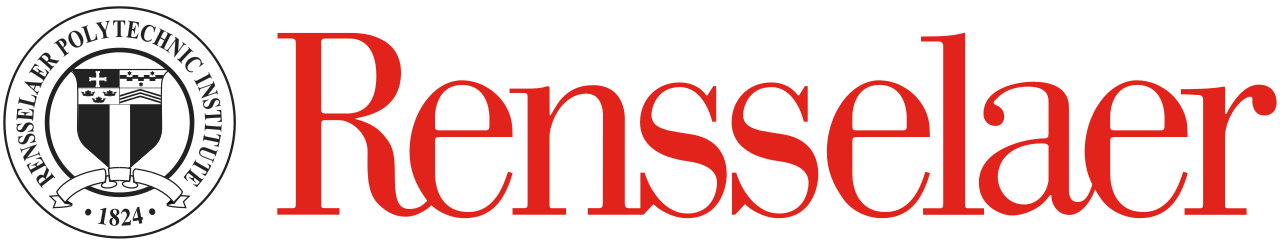 RENSSELAER POLYTECHNIC INSTITUTE
• 1824 •
Rensselaer